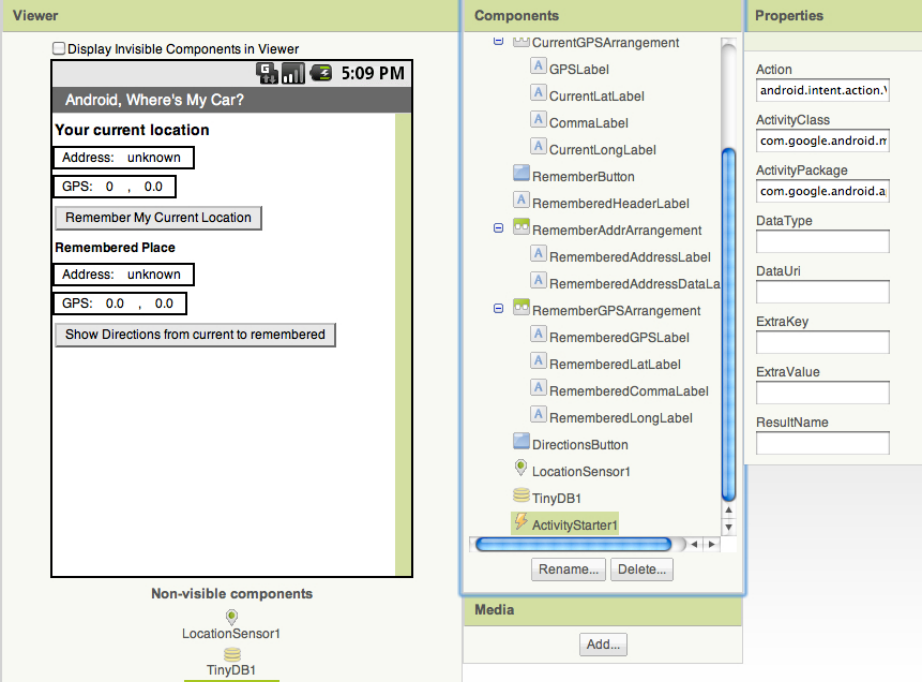 Viewer
Display Invisible Components in Viewer
5:09 PM
Android, Where's My Car?
Your current location
Address: unknown
GPS: 0 , 0.0
Remember My Current Location
Remembered Place
Address: unknown
GPS: 0.0 , 0.0
Show Directions from current to remembered
Non-visible components
LocationSensor1
TinyDB1
Components
CurrentGPSArrangement
GPSLabel
CurrentLatLabel
CommaLabel
CurrentLongLabel
RememberButton
RememberedHeaderLabel
RememberAddrArrangement
RememberedAddressLabel
RememberedAddressDataLa
RememberGPSArrangement
RememberedGPSLabel
RememberedLatLabel
RememberedCommaLabel
RememberedLongLabel
DirectionsButton
LocationSensor1
TinyDB1
ActivityStarter1
Rename... Delete...
Media
Add...
Properties
Action
android.intent.action.
ActivityClass
com.google.android.m
ActivityPackage
com.google.android.a
DataType
DataUri
ExtraKey
ExtraValue
ResultName